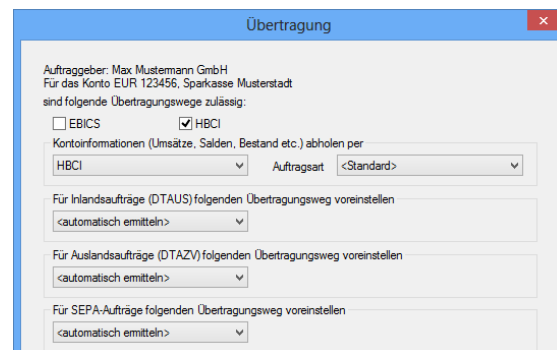 Übertragung
Auftraggeber: Max Mustermann GmbH
Für das Konto EUR 123456, Sparkasse Musterstadt
sind folgende Übertragungswege zulässig:
EBICS HBCI
Kontoinformationen (Umsätze, Salden, Bestand etc.) abholen per
HBCI Auftragsart <Standard>
Für Inlandsaufträge (DTAUS) folgenden Übertragungsweg voreinstellen
<automatisch ermitteln>
Für Auslandsaufträge (DTAZV) folgenden Übertragungsweg voreinstellen
<automatisch ermitteln>
Für SEPA-Aufträge folgenden Übertragungsweg voreinstellen
<automatisch ermitteln>